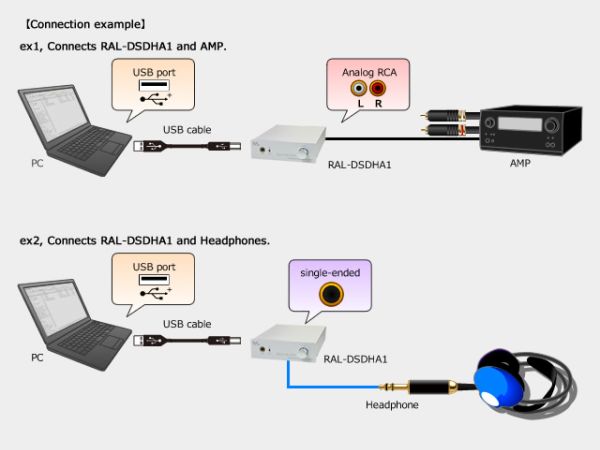 【Connection example】
ex1, Connects RAL-DSDHA1 and AMP.
USB port
Analog RCA
L R
USB cable
PC
RAL-DSDHA1
AMP
ex2, Connects RAL-DSDHA1 and Headphones.
USB port
single-ended
USB cable
PC
RAL-DSDHA1
Headphone